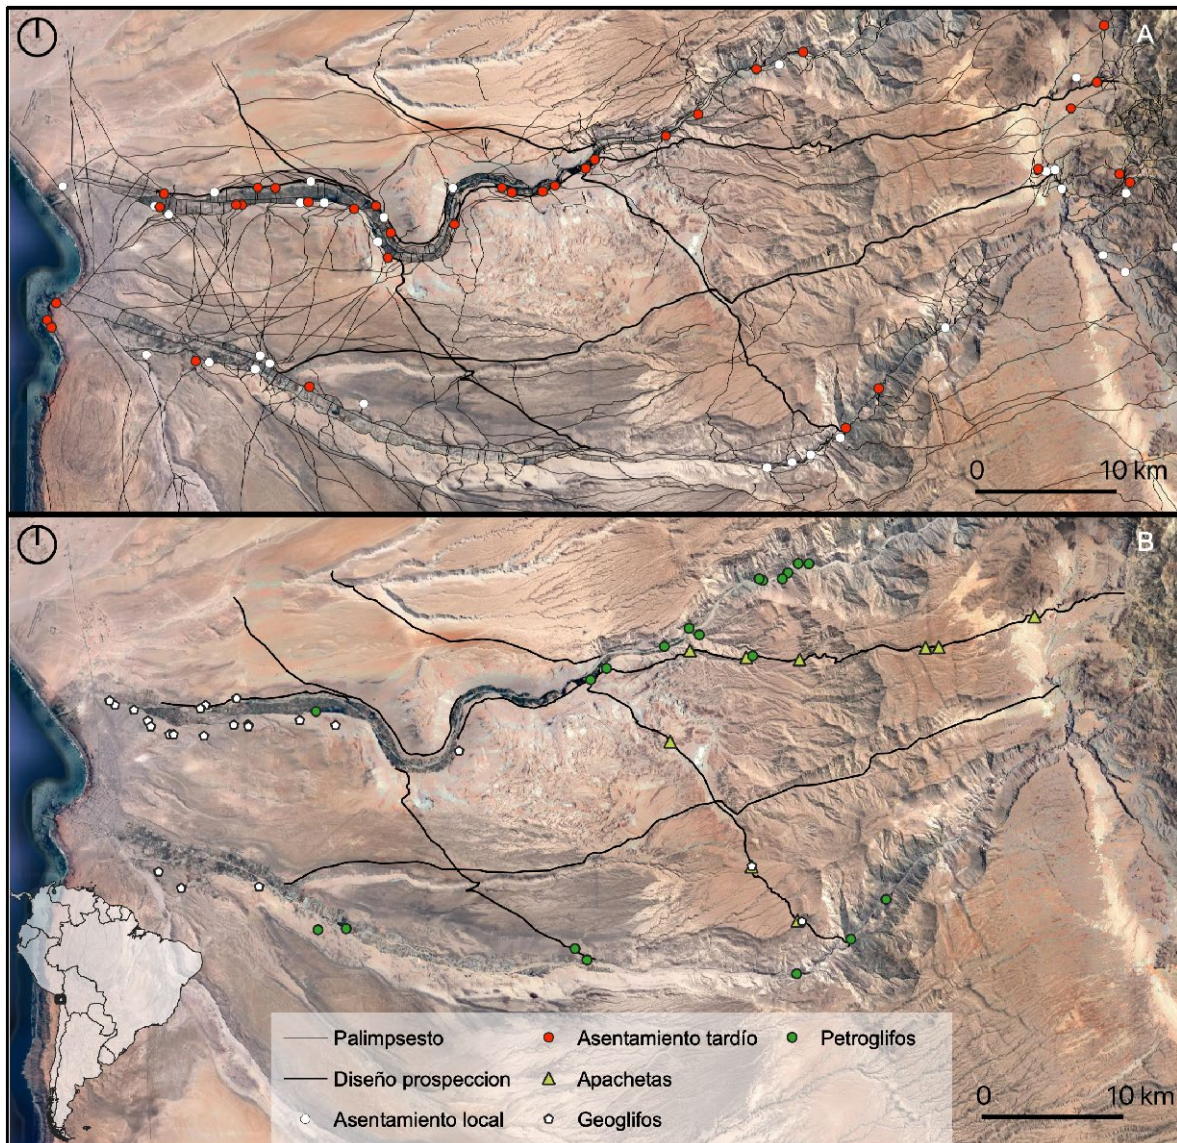 A
0 10 km
B
Palimpsesto
Asentamiento tardío
Petroglifos
Diseño prospeccion
Apachetas
Asentamiento local
Geoglifos
0 10 km